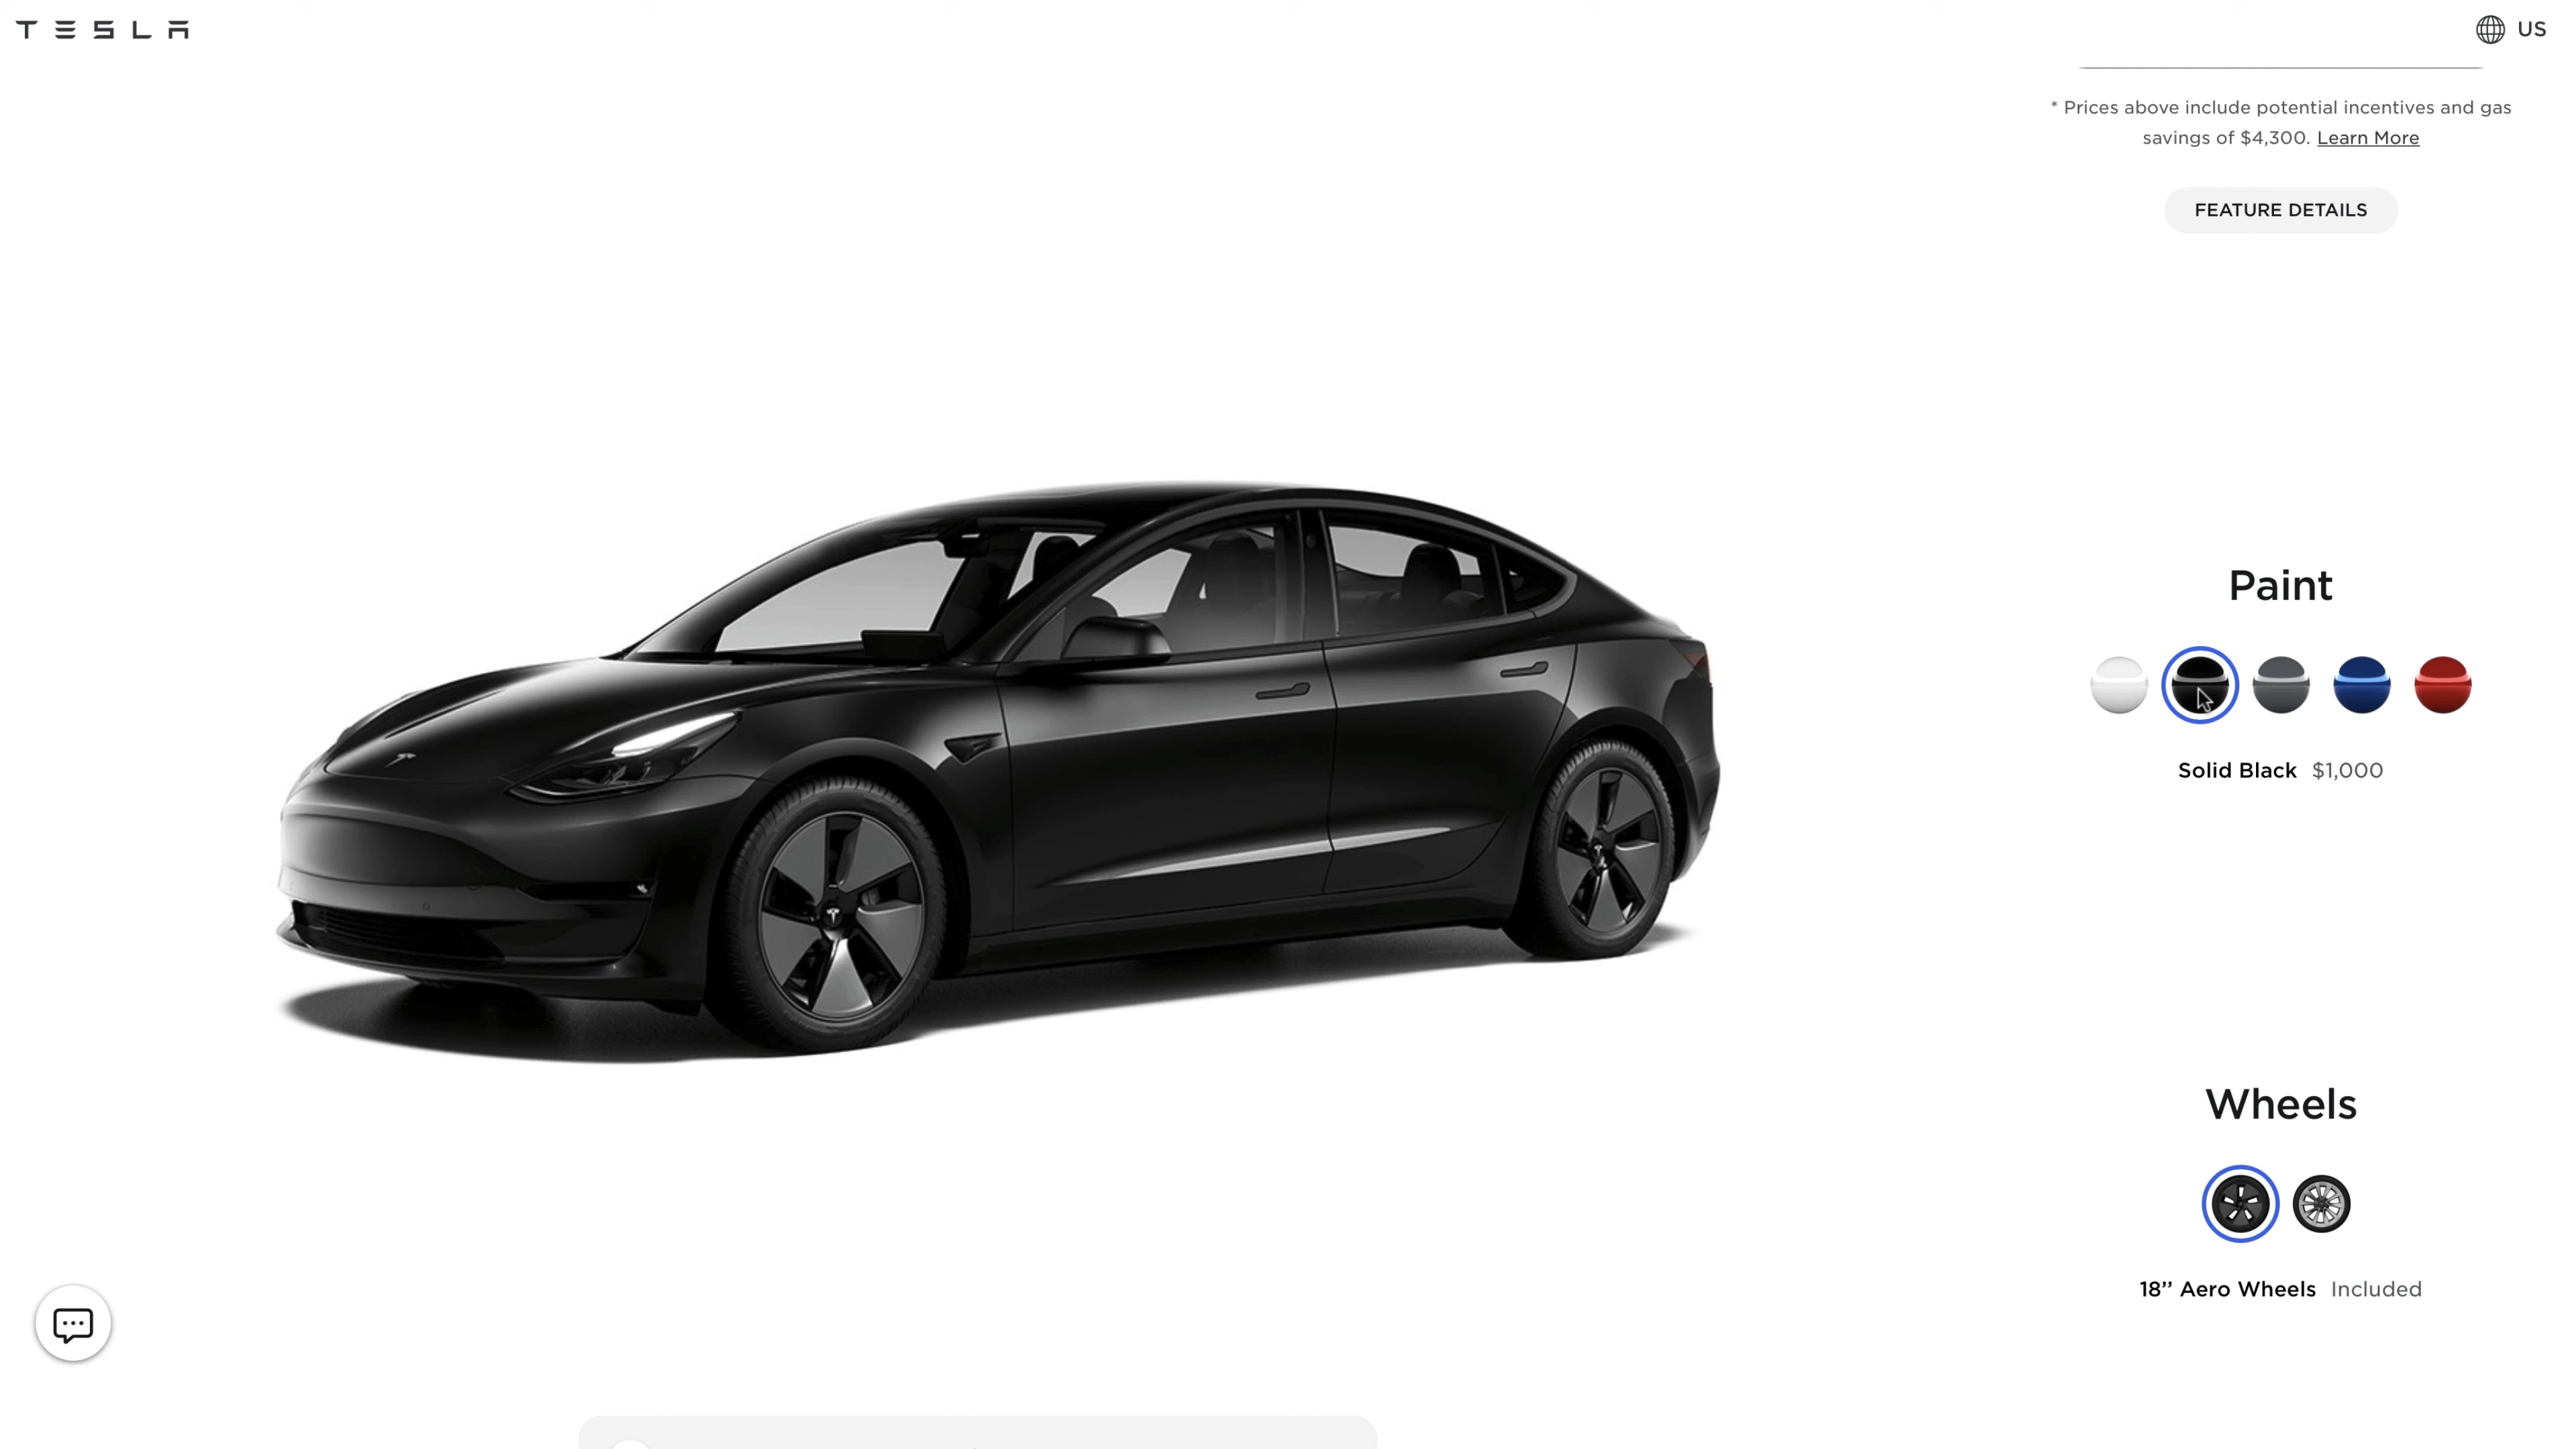 TESLA
US
* Prices above include potential incentives and gas
savings of $4,300. Learn More
FEATURE DETAILS
Paint
Solid Black $1,000
Wheels
18’’ Aero Wheels Included